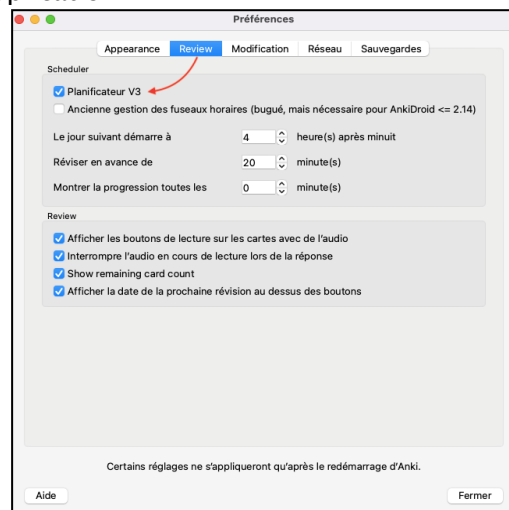 Préférences
Appearance Review Modification Réseau Sauvegardes
Scheduler
Planificateur V3
Ancienne gestion des fuseaux horaires (bugué, mais nécessaire pour AnkiDroid <= 2.14)
Le jour suivant démarre à 4 heure(s) après minuit
Réviser en avance de 20 minute(s)
Montrer la progression toutes les 0 minute(s)
Review
Afficher les boutons de lecture sur les cartes avec de l'audio
Interrompre l'audio en cours de lecture lors de la réponse
Show remaining card count
Afficher la date de la prochaine révision au dessus des boutons
Certains réglages ne s'appliqueront qu'après le redémarrage d'Anki.
Aide Fermer